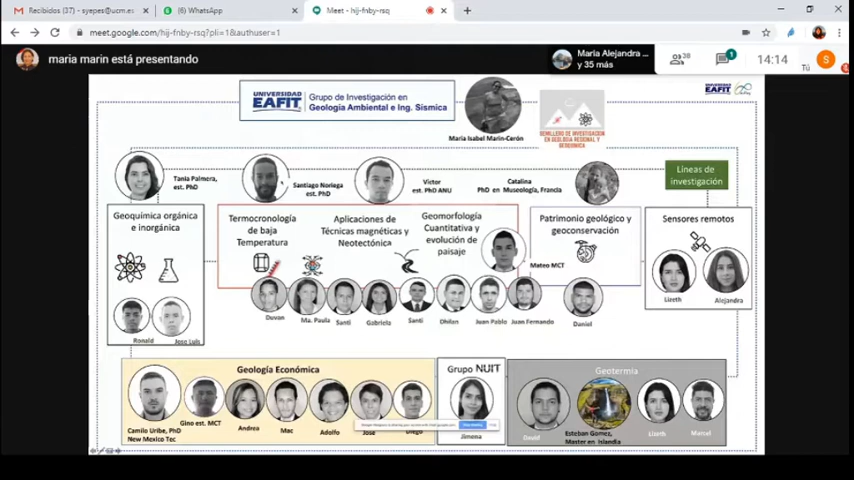 Recibidos (6) - syepes@ucm.es
(6) WhatsApp
Meet - hij-fnby-rsq
meet.google.com/hij-fnby-rsq?pli=1&authuser=1
maria marin está presentando
Maria Alejandra ...
y 35 más
38
1
14:14
S
Tú
UNIVERSIDAD
EAFIT
Grupo de Investigación en
Geología Ambiental e Ing. Sísmica
Maria Isabel Marín-Cerón
SEMILLERO DE INVESTIGACIÓN
EN GEOLOGÍA REGIONAL Y
GEOQUÍMICA
UNIVERSIDAD
EAFIT
Tania Palmera,
est. PhD
Santiago Noriega
est. PhD
Victor
est. PhD ANU
Catalina
PhD en Museología, Francia
Líneas de
investigación
Geoquímica orgánica
e inorgánica
Termocronología
de baja
Temperatura
Aplicaciones de
Técnicas magnéticas y
Neotectónica
Geomorfología
Cuantitativa y
evolución de
paisaje
Mateo MCT
Patrimonio geológico y
geoconservación
Sensores remotos
Lizeth
Alejandra
Ronald
Jose Luis
Duvan
Ma. Paula
Santi
Gabriela
Santi
Dhilan
Juan Pablo
Juan Fernando
Daniel
Geología Económica
Camilo Uribe, PhD
New Mexico Tec
Gino est. MCT
Andrea
Mac
Adolfo
Jose
Diego
Grupo NUIT
Jimena
Geotermia
David
Esteban Gomez,
Master en Islandia
Lizeth
Marcel